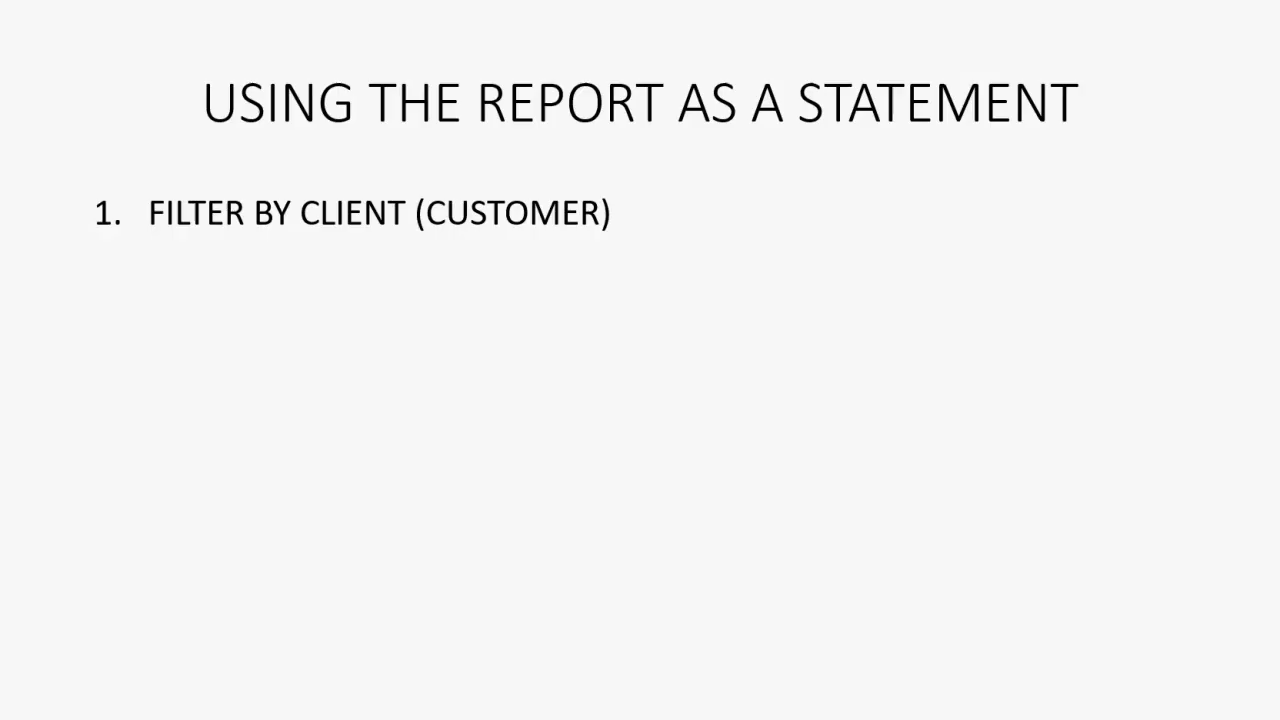 USING THE REPORT AS A STATEMENT
1. FILTER BY CLIENT (CUSTOMER)